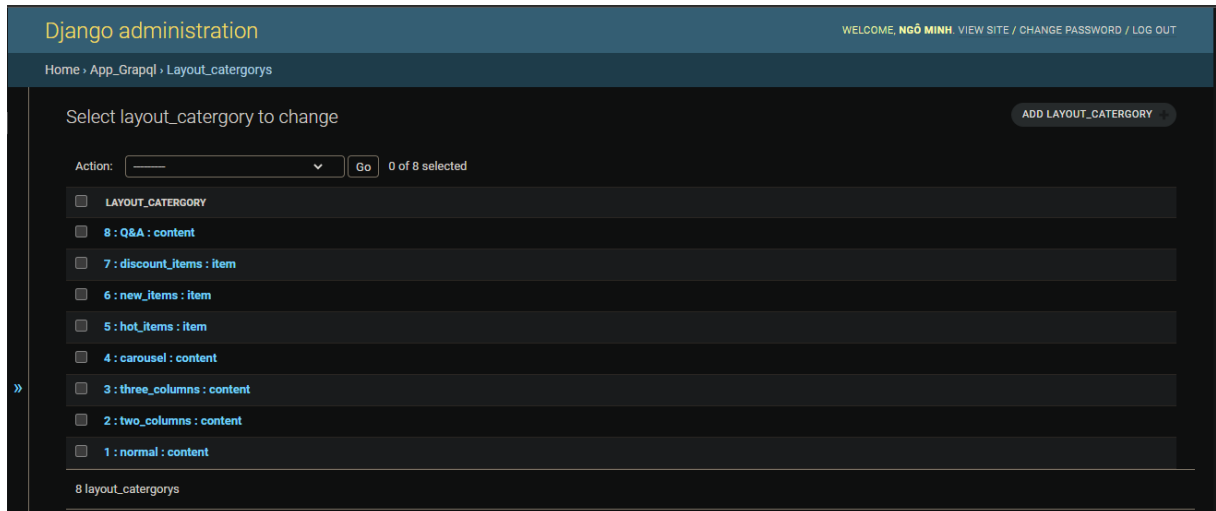 Django administration
WELCOME, NGÔ MINH. VIEW SITE / CHANGE PASSWORD / LOG OUT
Home › App_Grapql › Layout_catergorys
Select layout_catergory to change
ADD LAYOUT_CATERGORY +
Action: --------- Go 0 of 8 selected
LAYOUT_CATERGORY
8 : Q&A : content
7 : discount_items : item
6 : new_items : item
5 : hot_items : item
4 : carousel : content
»
3 : three_columns : content
2 : two_columns : content
1 : normal : content
8 layout_catergorys